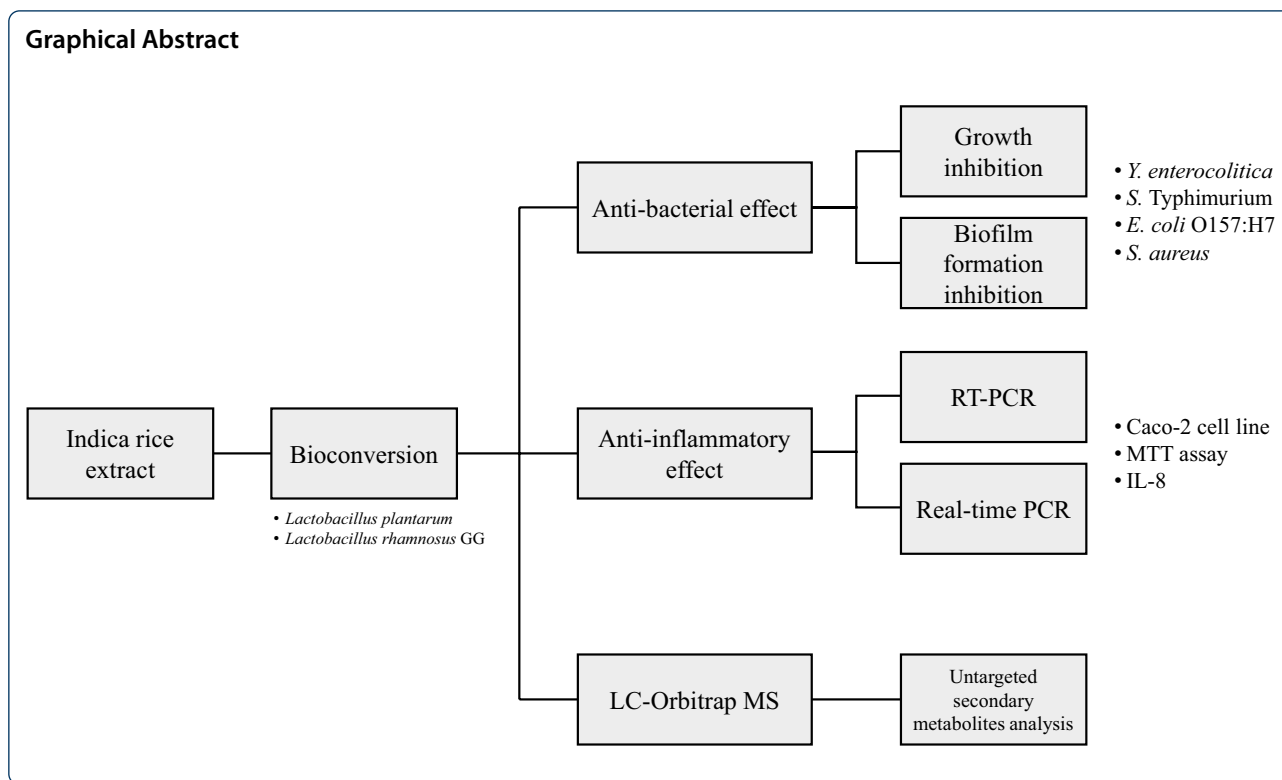 Graphical Abstract
Indica rice
extract
Bioconversion
• Lactobacillus plantarum
• Lactobacillus rhamnosus GG
Anti-bacterial effect
Growth
inhibition
Biofilm
formation
inhibition
• Y. enterocolitica
• S. Typhimurium
• E. coli O157:H7
• S. aureus
Anti-inflammatory
effect
RT-PCR
Real-time PCR
• Caco-2 cell line
• MTT assay
• IL-8
LC-Orbitrap MS
Untargeted
secondary
metabolites analysis